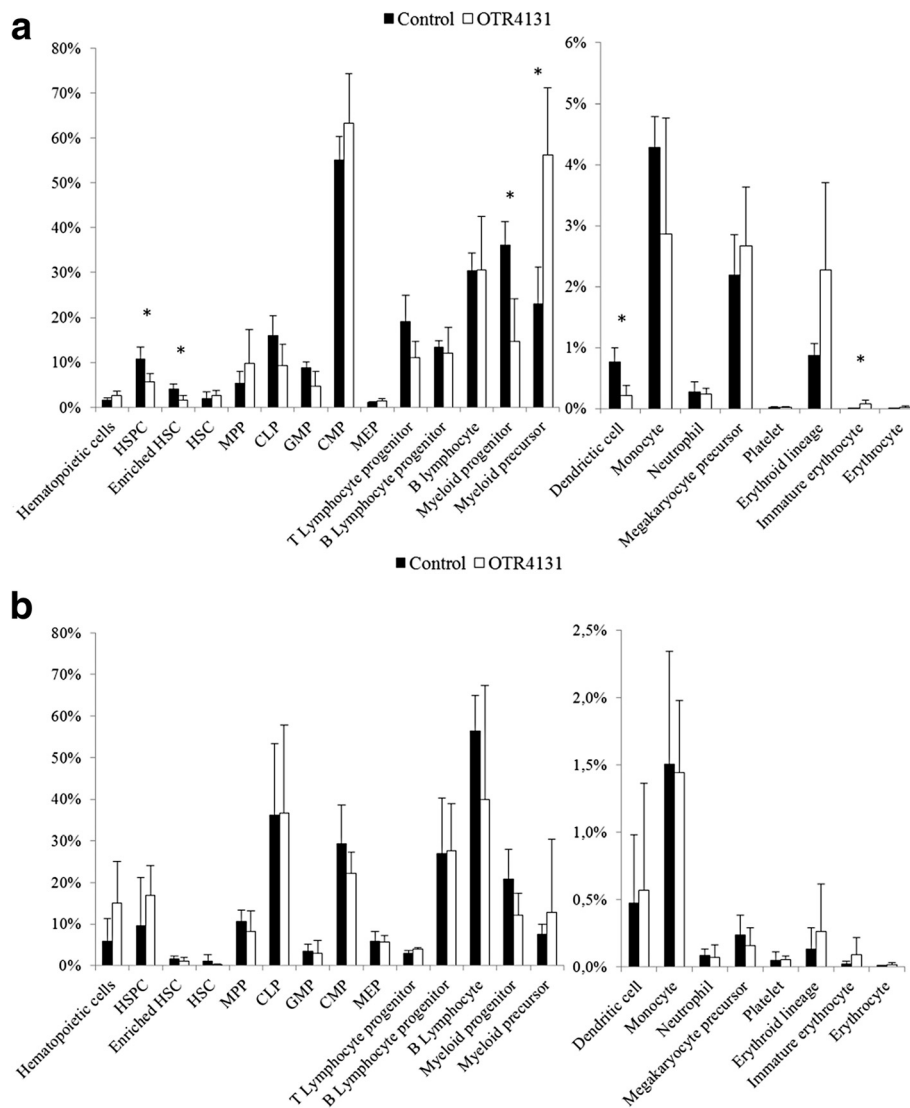 a
■ Control □ OTR4131
80%
70%
60%
50%
40%
30%
20%
10%
0%
*
*
*
*
Hematopoietic cells
HSPC
Enriched HSC
HSC
MPP
CLP
GMP
CMP
MEP
T Lymphocyte progenitor
B Lymphocyte progenitor
B lymphocyte
Myeloid progenitor
Myeloid precursor
6%
5%
4%
3%
2%
1%
0%
*
*
Dendritic cell
Monocyte
Neutrophil
Megakaryocyte precursor
Platelet
Erythroid lineage
Immature erythrocyte
Erythrocyte
b
■ Control □ OTR4131
80%
70%
60%
50%
40%
30%
20%
10%
0%
Hematopoietic cells
HSPC
Enriched HSC
HSC
MPP
CLP
GMP
CMP
MEP
T Lymphocyte progenitor
B Lymphocyte progenitor
B Lymphocyte
Myeloid progenitor
Myeloid precursor
2,5%
2,0%
1,5%
1,0%
0,5%
0,0%
Dendritic cell
Monocyte
Neutrophil
Megakaryocyte precursor
Platelet
Erythroid lineage
Immature erythrocyte
Erythrocyte